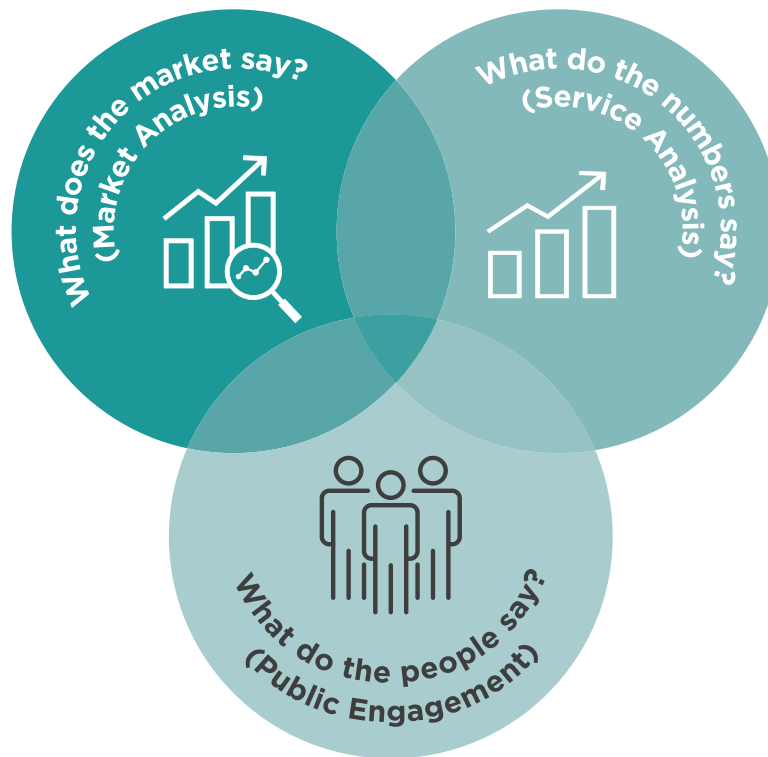 What does the market say?
(Market Analysis)
What do the numbers say?
(Service Analysis)
What do the people say?
(Public Engagement)